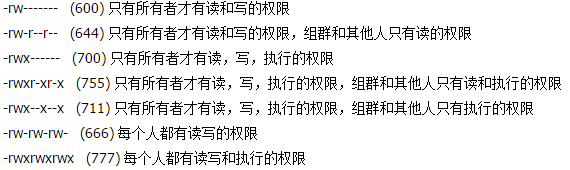 -rw------- (600) 只有所有者才有读和写的权限
-rw-r--r-- (644) 只有所有者才有读和写的权限，组群和其他人只有读的权限
-rwx------ (700) 只有所有者才有读，写，执行的权限
-rwxr-xr-x (755) 只有所有者才有读，写，执行的权限，组群和其他人只有读和执行的权限
-rwx--x--x (711) 只有所有者才有读，写，执行的权限，组群和其他人只有执行的权限
-rw-rw-rw- (666) 每个人都有读写的权限
-rwxrwxrwx (777) 每个人都有读写和执行的权限